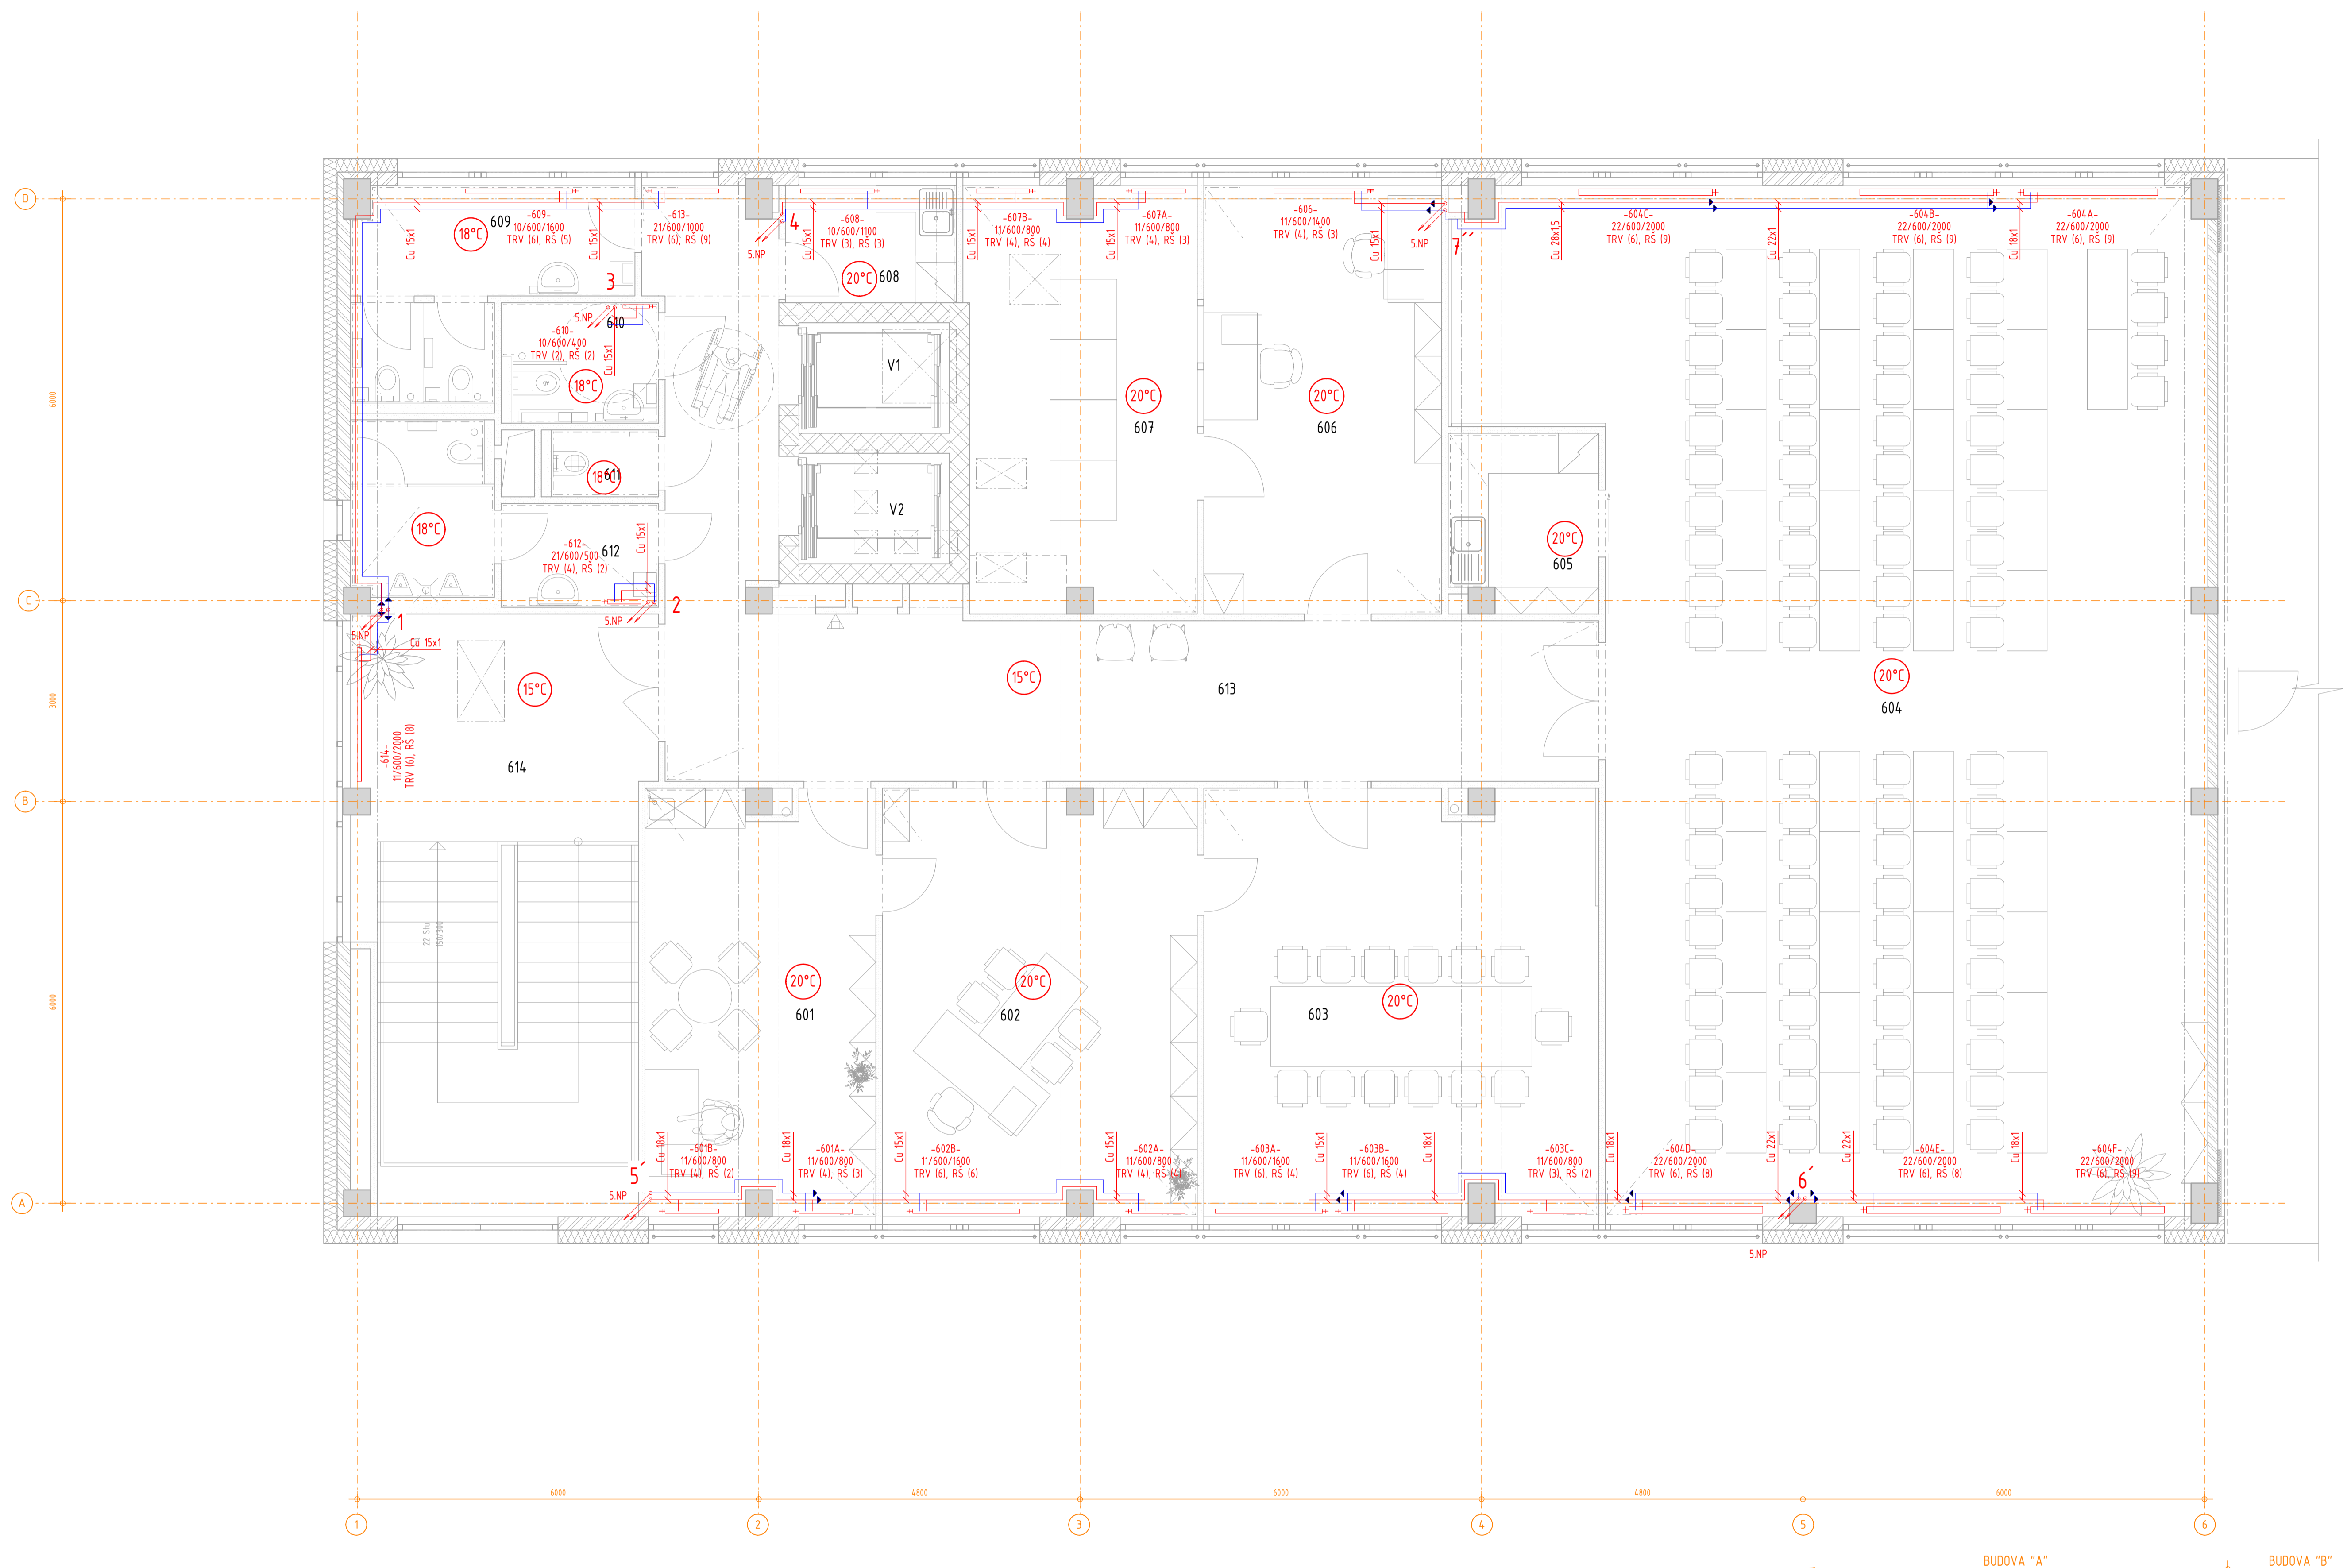 D
609
-609-
10/600/1600
TRV (6), RŠ (5)
18°C
Cu 15x1
Cu 15x1
-613-
21/600/1000
TRV (6), RŠ (9)
4
5.NP
Cu 15x1
-608-
10/600/1100
TRV (3), RŠ (3)
20°C
608
Cu 15x1
-607B-
11/600/800
TRV (4), RŠ (4)
Cu 15x1
-607A-
11/600/800
TRV (4), RŠ (3)
-606-
11/600/1400
TRV (4), RŠ (3)
Cu 15x1
5.NP
7´
Cu 28x1,5
-604C-
22/600/2000
TRV (6), RŠ (9)
Cu 22x1
-604B-
22/600/2000
TRV (6), RŠ (9)
Cu 18x1
-604A-
22/600/2000
TRV (6), RŠ (9)
3
5.NP
610
-610-
10/600/400
TRV (2), RŠ (2)
Cu 15x1
18°C
V1
6000
20°C
607
20°C
606
18°C
611
V2
18°C
-612-
21/600/500
TRV (4), RŠ (2)
612
Cu 15x1
20°C
605
C
1
5.NP
Cu 15x1
5.NP
2
15°C
15°C
613
20°C
604
300
-614-
11/600/2000
TRV (6), RŠ (8)
614
B
22 Stu
150/300
6000
20°C
601
20°C
602
20°C
603
5´
5.NP
Cu 18x1
-601B-
11/600/800
TRV (4), RŠ (2)
Cu 18x1
-601A-
11/600/800
TRV (4), RŠ (3)
Cu 15x1
-602B-
11/600/1600
TRV (6), RŠ (6)
Cu 15x1
-602A-
11/600/800
TRV (4), RŠ (4)
-603A-
11/600/1600
TRV (6), RŠ (4)
Cu 15x1
-603B-
11/600/1600
TRV (6), RŠ (4)
Cu 18x1
-603C-
11/600/800
TRV (3), RŠ (2)
Cu 18x1
-604D-
22/600/2000
TRV (6), RŠ (8)
Cu 22x1
6´
Cu 22x1
-604E-
22/600/2000
TRV (6), RŠ (8)
Cu 18x1
-604F-
22/600/2000
TRV (6), RŠ (9)
A
5.NP
6000
4800
6000
4800
6000
1
2
3
4
5
6
BUDOVA "A"
BUDOVA "B"